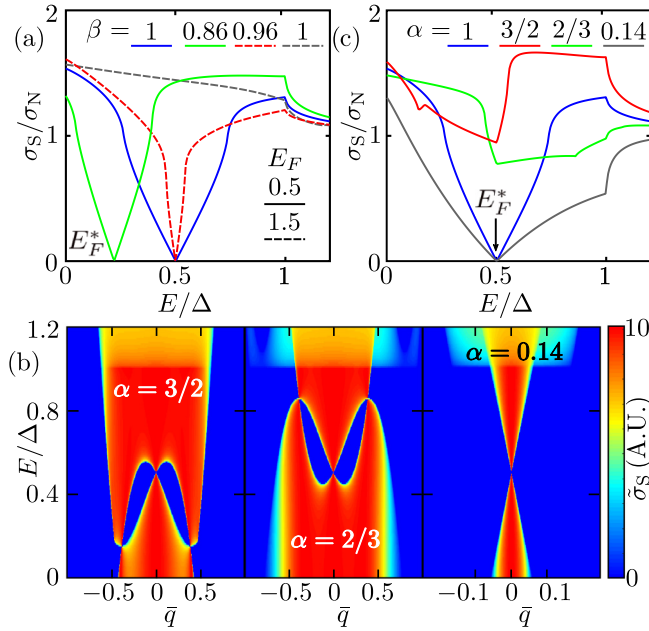 (a)
β = 1 0.86 0.96 1
σ_S/σ_N
2
1
0
E_F
0.5
1.5
E_F^*
0 0.5 1
E/Δ
(c)
α = 1 3/2 2/3 0.14
σ_S/σ_N
2
1
0
E_F^*
0 0.5 1
E/Δ
(b)
E/Δ
1.2
0.8
0.4
0
α = 3/2
α = 2/3
α = 0.14
−0.5 0 0.5
q̄
−0.5 0 0.5
q̄
−0.1 0 0.1
q̄
10
0
σ̃_S (A.U.)